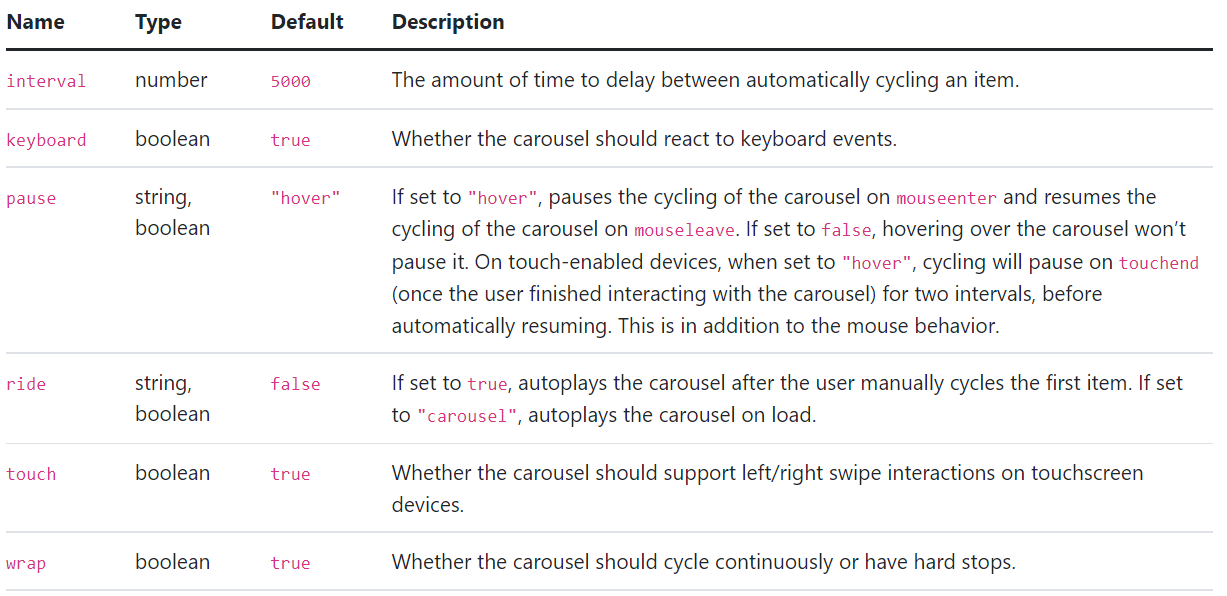 Name Type Default Description
interval number 5000 The amount of time to delay between automatically cycling an item.
keyboard boolean true Whether the carousel should react to keyboard events.
pause string, "hover" If set to "hover", pauses the cycling of the carousel on mouseenter and resumes the
boolean cycling of the carousel on mouseleave. If set to false, hovering over the carousel won’t
pause it. On touch-enabled devices, when set to "hover", cycling will pause on touchend
(once the user finished interacting with the carousel) for two intervals, before
automatically resuming. This is in addition to the mouse behavior.
ride string, false If set to true, autoplays the carousel after the user manually cycles the first item. If set
boolean to "carousel", autoplays the carousel on load.
touch boolean true Whether the carousel should support left/right swipe interactions on touchscreen
devices.
wrap boolean true Whether the carousel should cycle continuously or have hard stops.